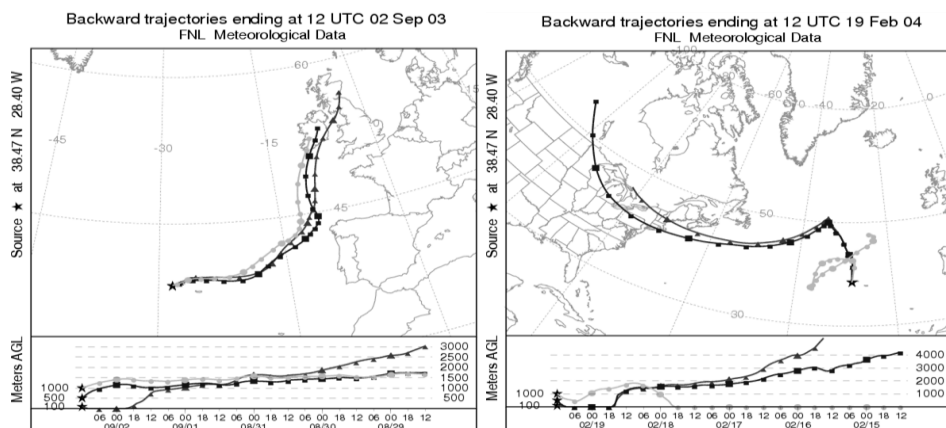 Backward trajectories ending at 12 UTC 02 Sep 03
FNL Meteorological Data
Source ★ at 38.47 N 28.40 W
-45
-30
-15
60
0
15
45
Meters AGL
1000
500
100
3000
2500
2000
1500
1000
500
06 00 18 12 06 00 18 12 06 00 18 12 06 00 18 12
09/02 09/01 08/31 08/30 08/29
Backward trajectories ending at 12 UTC 19 Feb 04
FNL Meteorological Data
Source ★ at 38.47 N 28.40 W
-100
-60
70
-40
-20
0
50
30
Meters AGL
1000
100
4000
3000
2000
1000
06 00 18 12 06 00 18 12 06 00 18 12 06 00 18 12 06 00 18 12
02/19 02/18 02/17 02/16 02/15